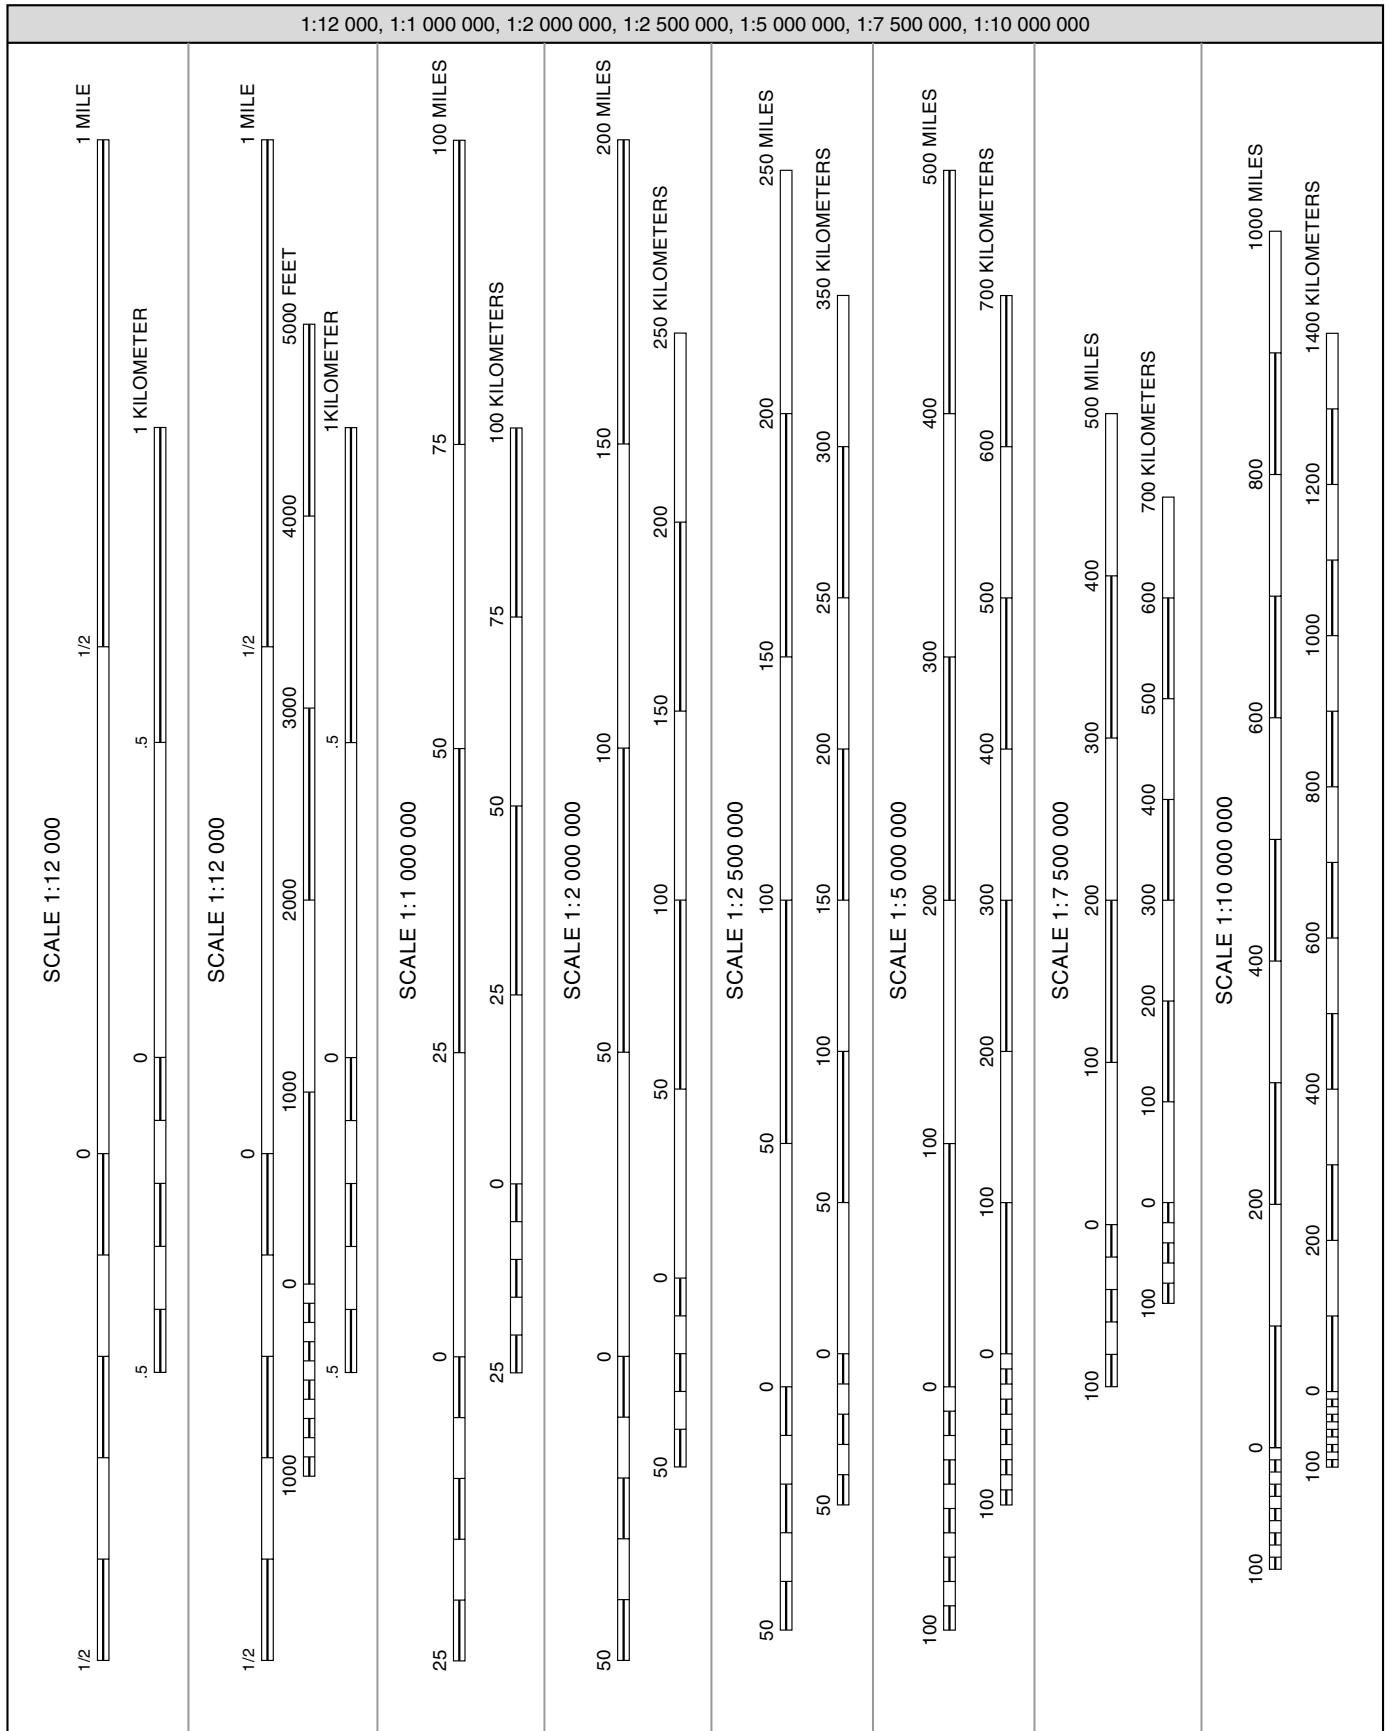 1:12 000, 1:1 000 000, 1:2 000 000, 1:2 500 000, 1:5 000 000, 1:7 500 000, 1:10 000 000
SCALE 1:12 000
1/2 0 1/2 1 MILE
.5 0 .5 1 KILOMETER
SCALE 1:12 000
1/2 0 1/2 1 MILE
1000 0 1000 2000 3000 4000 5000 FEET
.5 0 .5 1KILOMETER
SCALE 1:1 000 000
25 0 25 50 75 100 MILES
25 0 25 50 75 100 KILOMETERS
SCALE 1:2 000 000
50 0 50 100 150 200 MILES
50 0 50 100 150 200 250 KILOMETERS
SCALE 1:2 500 000
50 0 50 100 150 200 250 MILES
50 0 50 100 150 200 250 300 350 KILOMETERS
SCALE 1:5 000 000
100 0 100 200 300 400 500 MILES
100 0 100 200 300 400 500 600 700 KILOMETERS
SCALE 1:7 500 000
100 0 100 200 300 400 500 MILES
100 0 100 200 300 400 500 600 700 KILOMETERS
SCALE 1:10 000 000
100 0 200 400 600 800 1000 MILES
100 0 200 400 600 800 1000 1200 1400 KILOMETERS